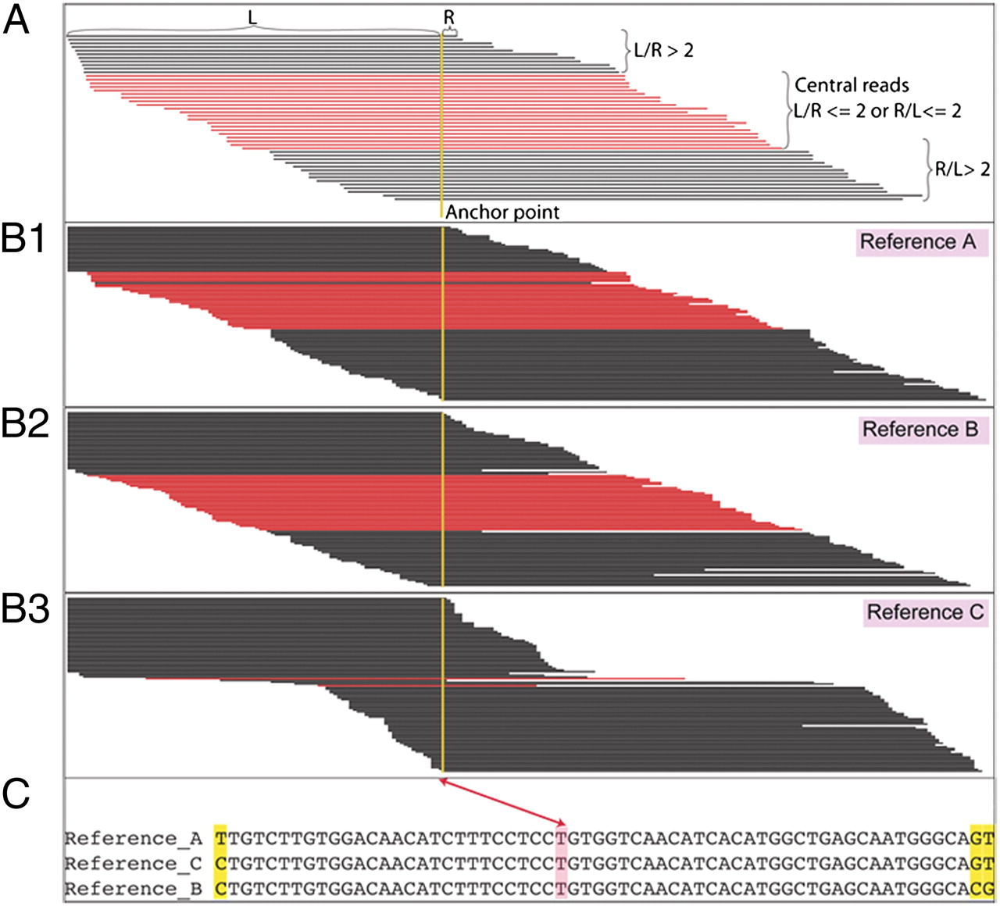 A
L R
L/R > 2
Central reads
L/R <= 2 or R/L<= 2
R/L> 2
Anchor point
B1
Reference A
B2
Reference B
B3
Reference C
C
Reference_A TTGTCTTGTGGACAACATCTTTCCTCCTGTGGTCAACATCACATGGCTGAGCAATGGGCAGT
Reference_C CTGTCTTGTGGACAACATCTTTCCTCCTGTGGTCAACATCACATGGCTGAGCAATGGGCAGT
Reference_B CTGTCTTGTGGACAACATCTTTCCTCCTGTGGTCAACATCACATGGCTGAGCAATGGGCACG